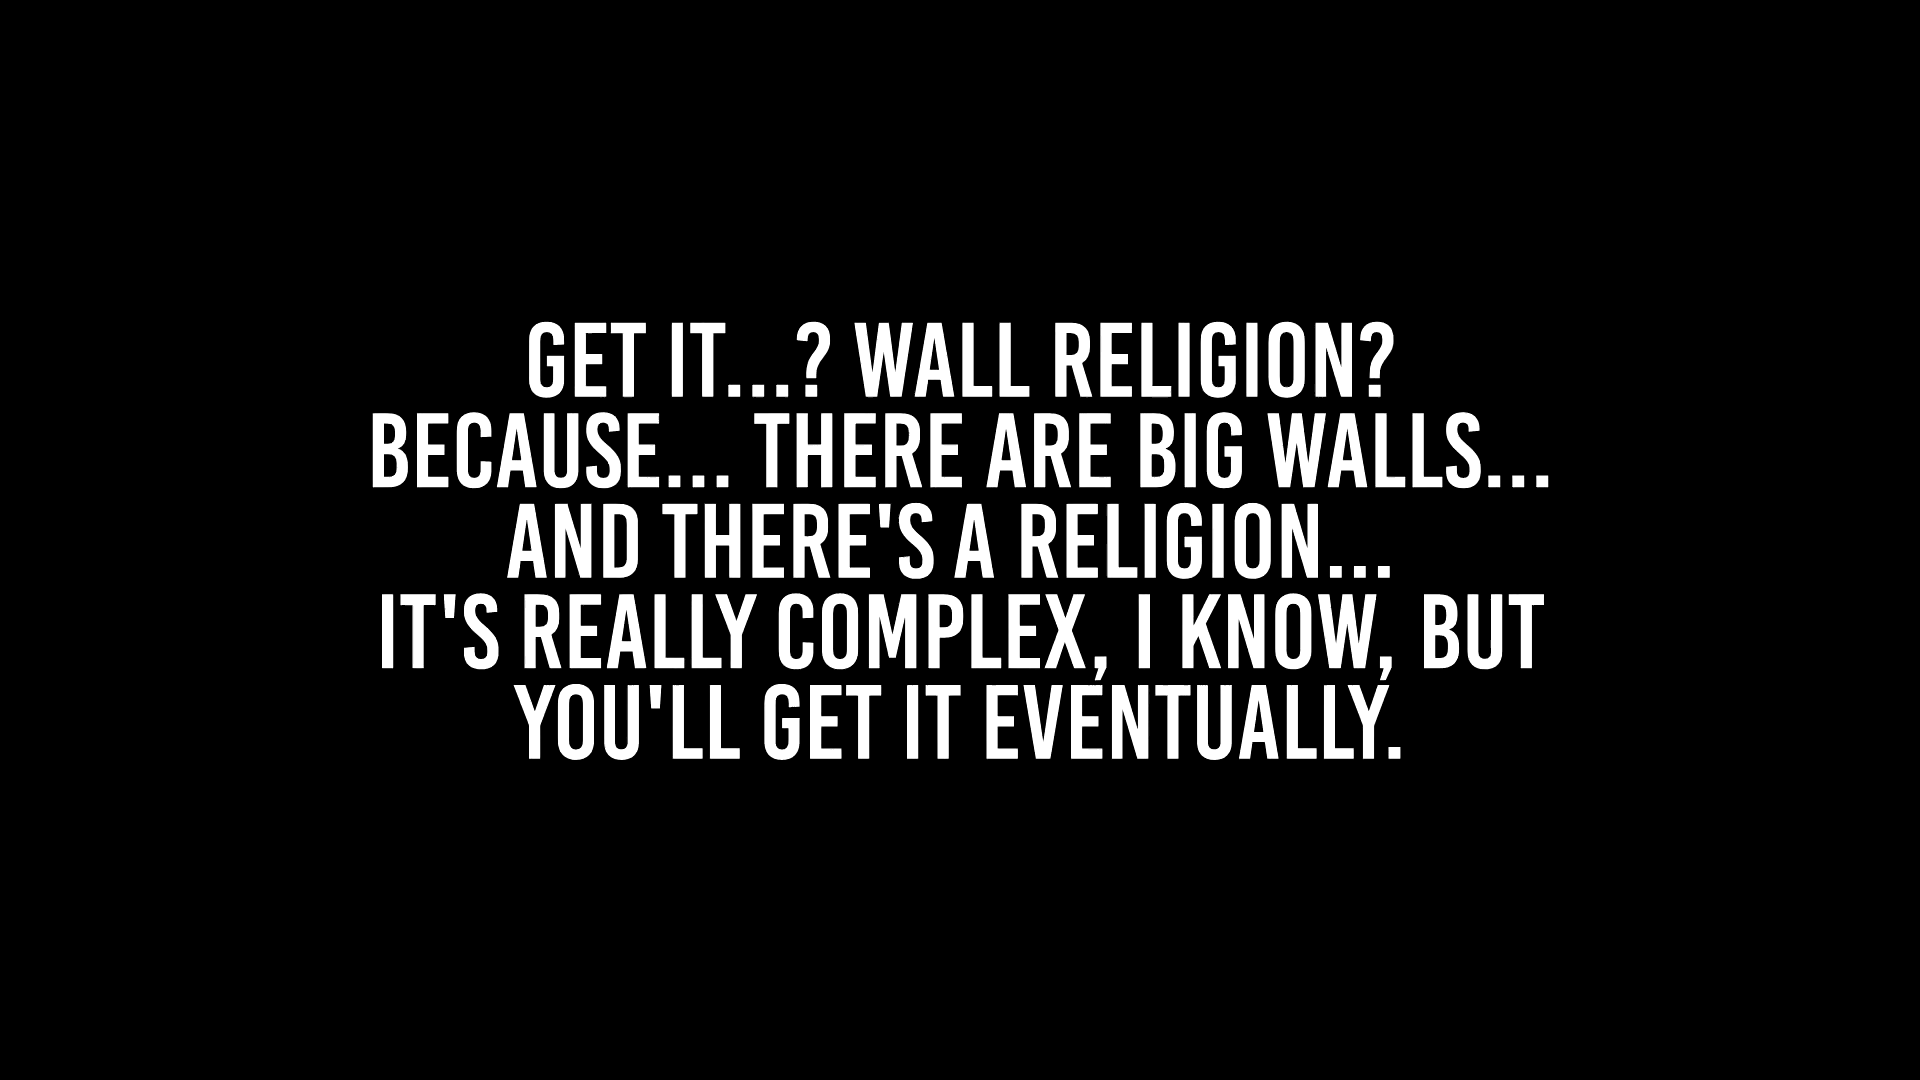 GET IT...? WALL RELIGION?
BECAUSE... THERE ARE BIG WALLS...
AND THERE'S A RELIGION...
IT'S REALLY COMPLEX, I KNOW, BUT
YOU'LL GET IT EVENTUALLY.